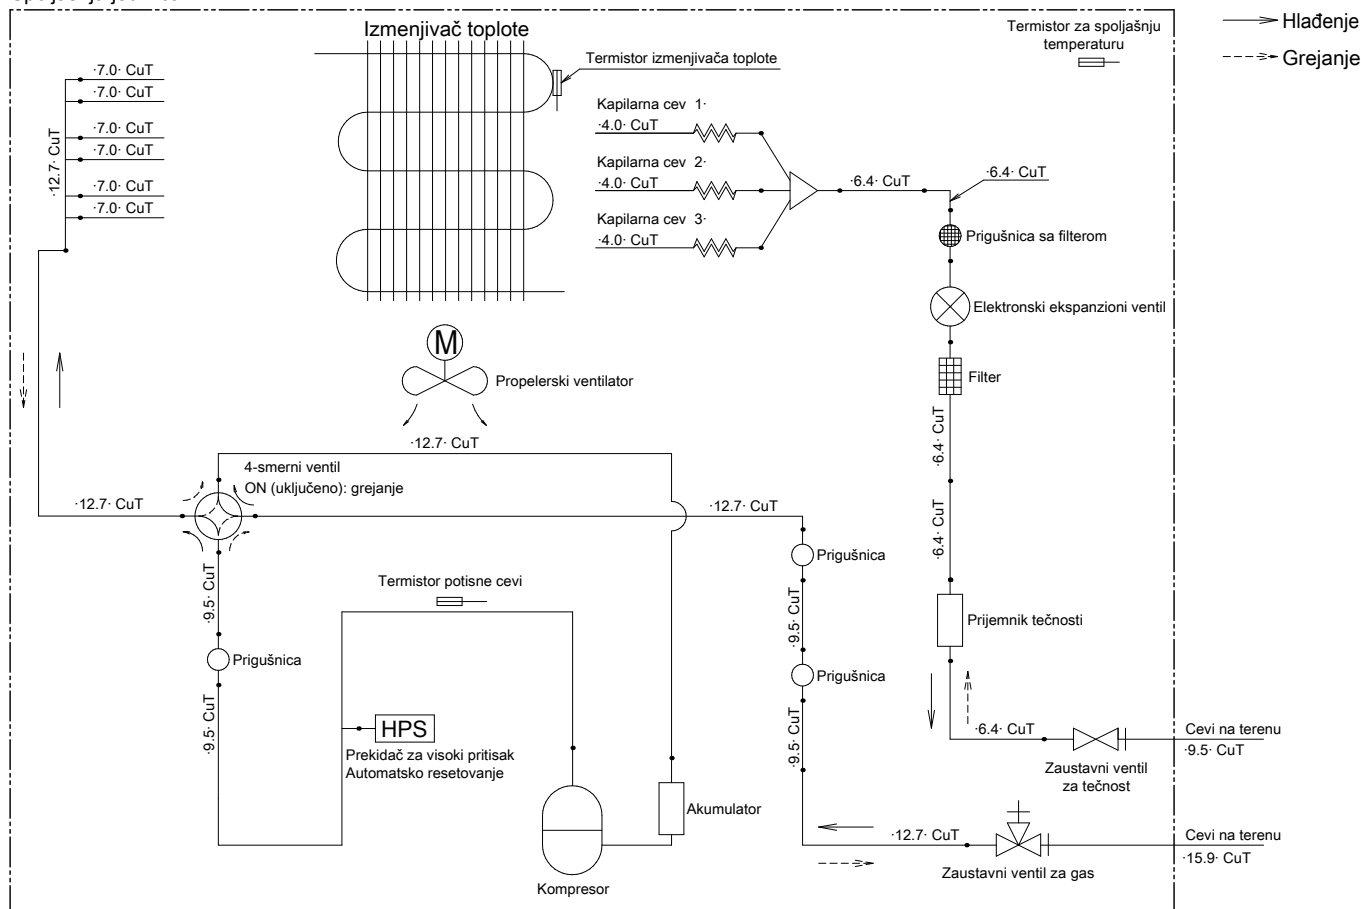 Hlađenje
Grejanje
Izmenjivač toplote
Termistor izmenjivača toplote
Termistor za spoljašnju
temperaturu
·7.0· CuT
·7.0· CuT
·7.0· CuT
·7.0· CuT
·7.0· CuT
·7.0· CuT
·12.7· CuT
Kapilarna cev 1·
·4.0· CuT
Kapilarna cev 2·
·4.0· CuT
Kapilarna cev 3·
·4.0· CuT
·6.4· CuT
·6.4· CuT
Prigušnica sa filterom
Elektronski ekspanzioni ventil
Filter
·6.4· CuT
·6.4· CuT
Prijemnik tečnosti
M
Propelerski ventilator
·12.7· CuT
4-smerni ventil
ON (uključeno): grejanje
·12.7· CuT
·12.7· CuT
Prigušnica
·9.5· CuT
Prigušnica
·9.5· CuT
·9.5· CuT
Prigušnica
·9.5· CuT
Termistor potisne cevi
HPS
Prekidač za visoki pritisak
Automatsko resetovanje
Kompresor
Akumulator
·6.4· CuT
Zaustavni ventil
za tečnost
Cevi na terenu
·9.5· CuT
·12.7· CuT
Zaustavni ventil za gas
Cevi na terenu
·15.9· CuT